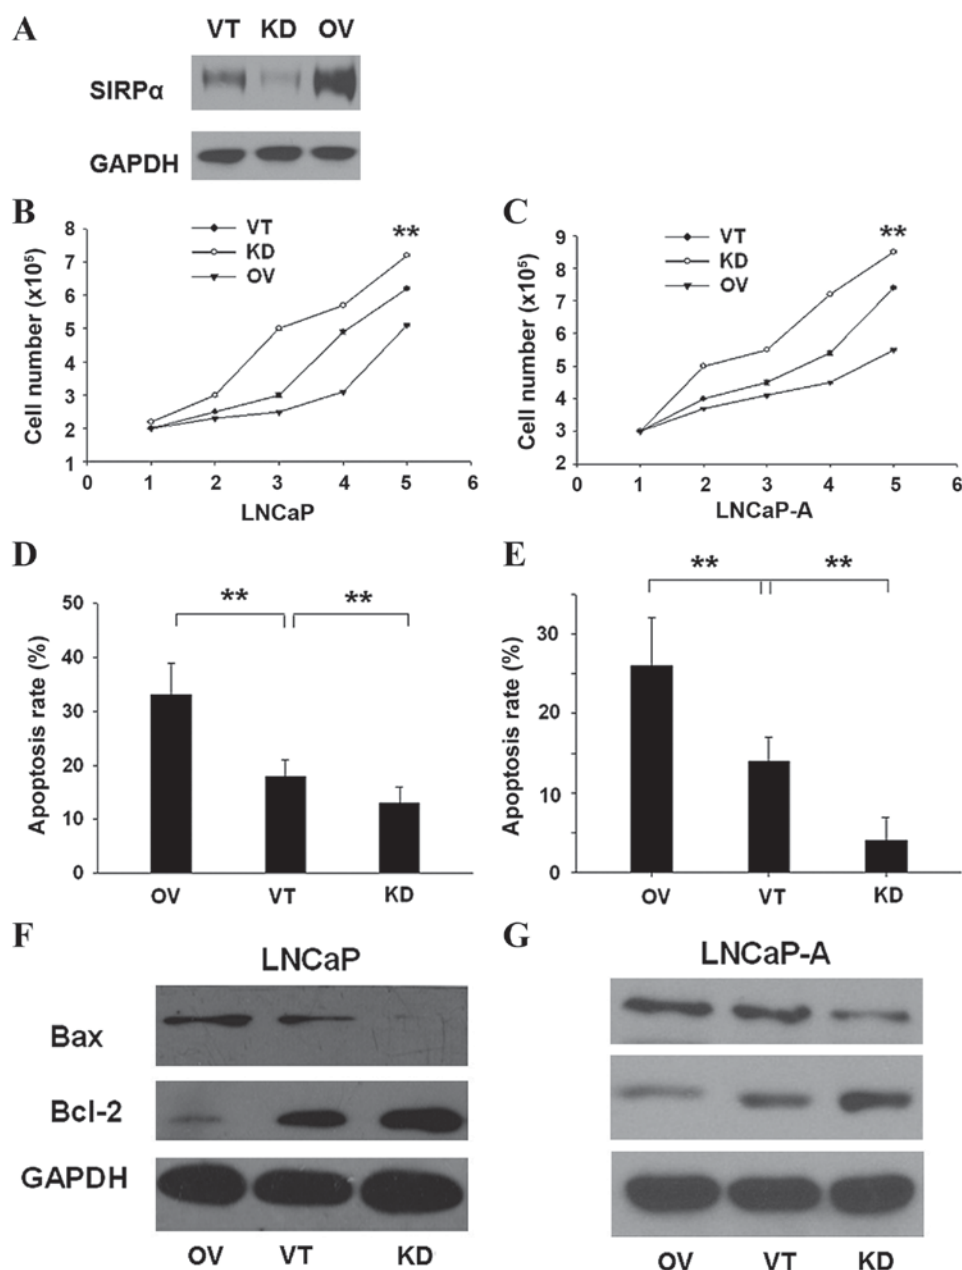 A
VT KD OV
SIRPα
GAPDH
B
VT
KD
OV
**
8
7
6
5
4
3
2
1
Cell number (x10⁵)
0 1 2 3 4 5 6
LNCaP
C
VT
KD
OV
**
9
8
7
6
5
4
3
2
Cell number (x10⁵)
0 1 2 3 4 5 6
LNCaP-A
D
** **
50
40
30
20
10
0
Apoptosis rate (%)
OV VT KD
E
** **
30
20
10
0
Apoptosis rate (%)
OV VT KD
F
LNCaP
Bax
Bcl-2
GAPDH
OV VT KD
G
LNCaP-A
OV VT KD